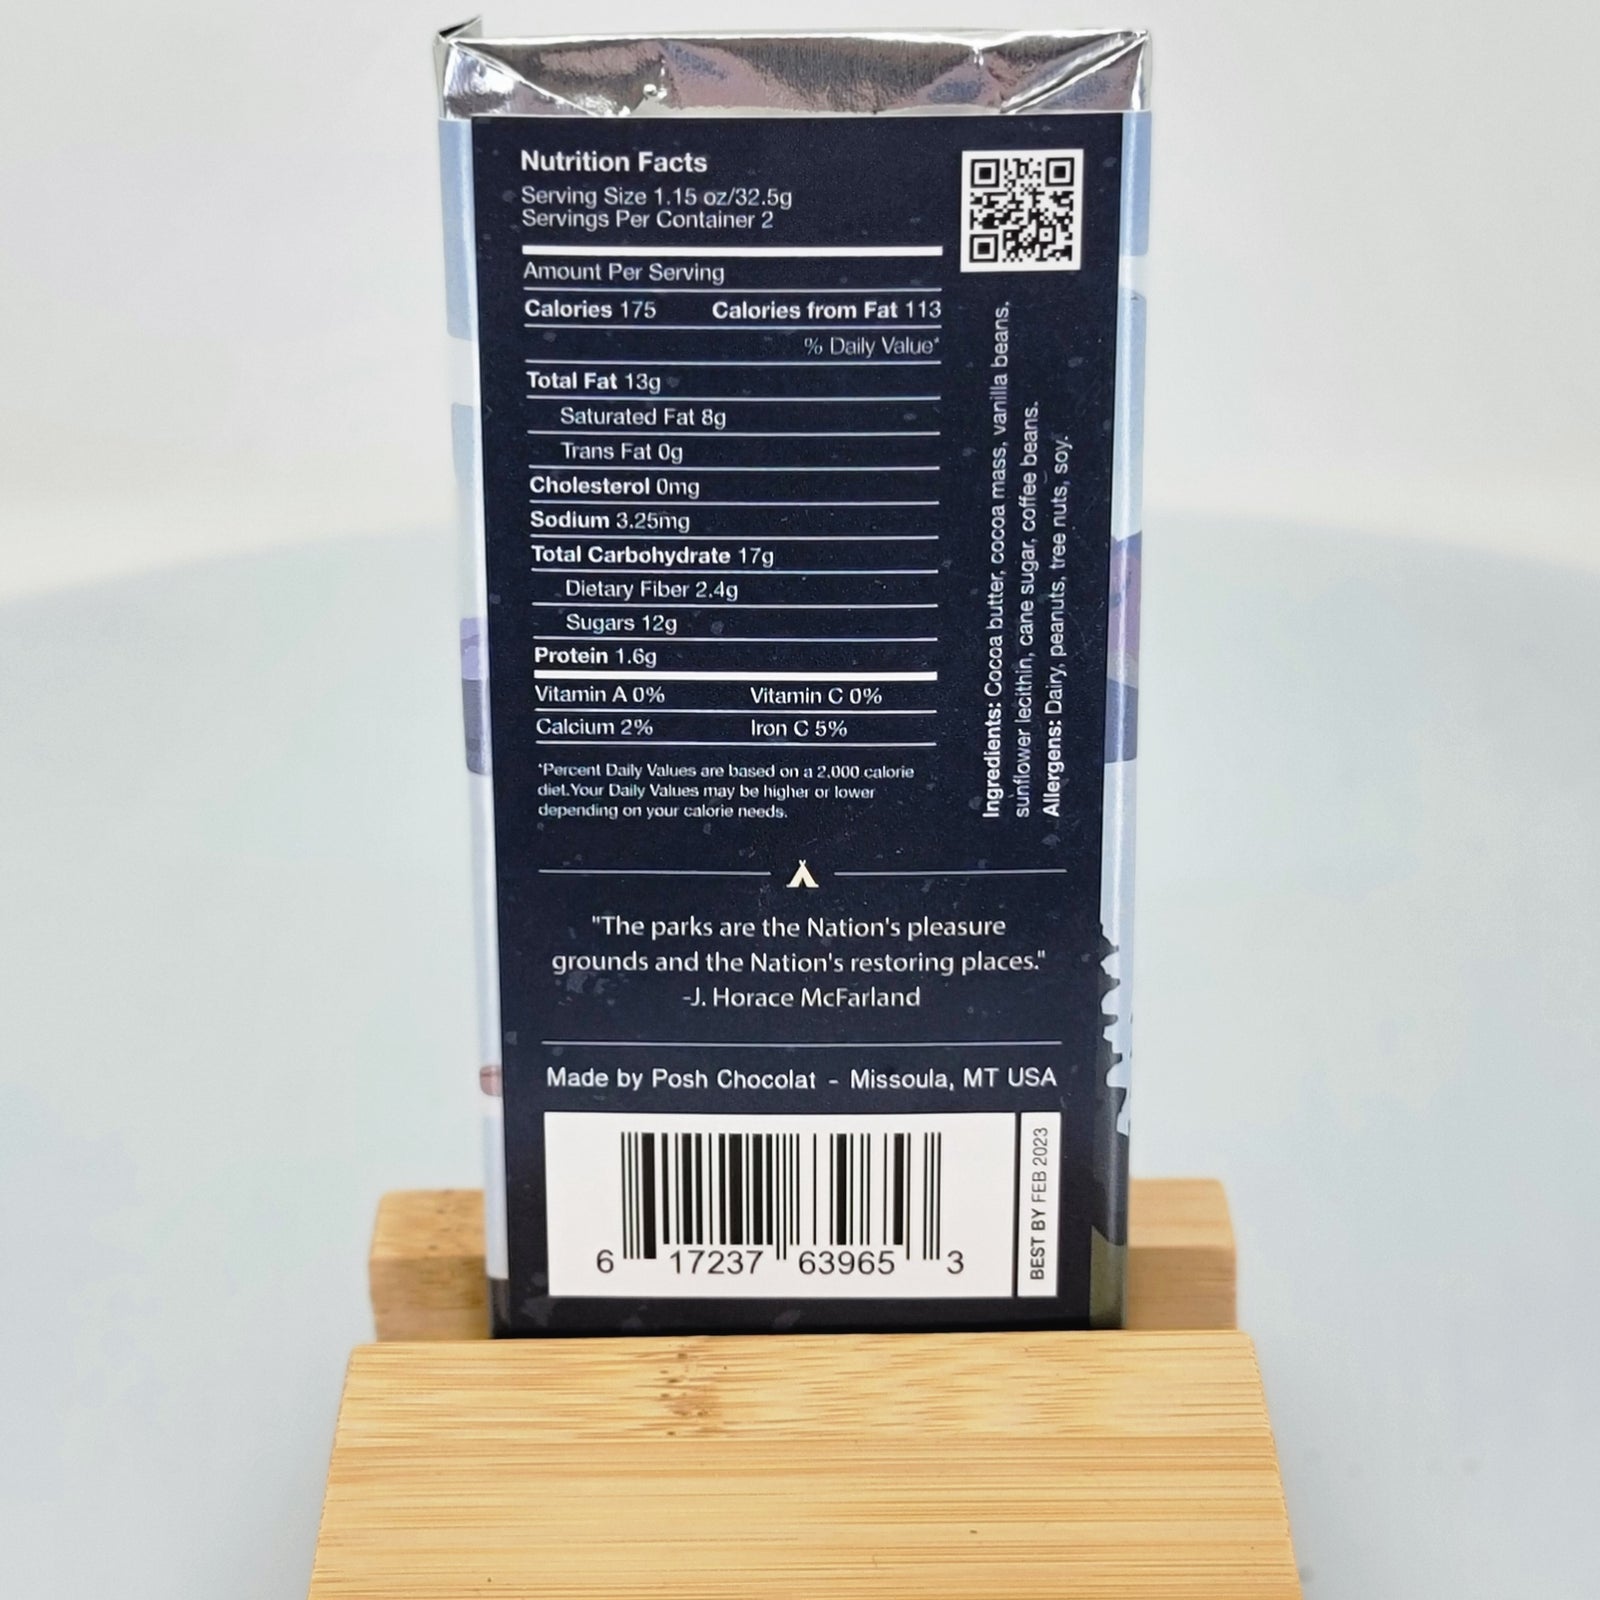 Nutrition Facts
Serving Size 1.15 oz/32.5g
Servings Per Container 2
Amount Per Serving
Calories 175 Calories from Fat 113
% Daily Value*
Total Fat 13g
Saturated Fat 8g
Trans Fat 0g
Cholesterol 0mg
Sodium 3.25mg
Total Carbohydrate 17g
Dietary Fiber 2.4g
Sugars 12g
Protein 1.6g
Vitamin A 0% Vitamin C 0%
Calcium 2% Iron C 5%
*Percent Daily Values are based on a 2,000 calorie
diet.Your Daily Values may be higher or lower
depending on your calorie needs.
Ingredients: Cocoa butter, cocoa mass, vanilla beans,
sunflower lecithin, cane sugar, coffee beans.
Allergens: Dairy, peanuts, tree nuts, soy.
"The parks are the Nation's pleasure
grounds and the Nation's restoring places."
-J. Horace McFarland
Made by Posh Chocolat - Missoula, MT USA
6 17237 63965 3
BEST BY FEB 2023